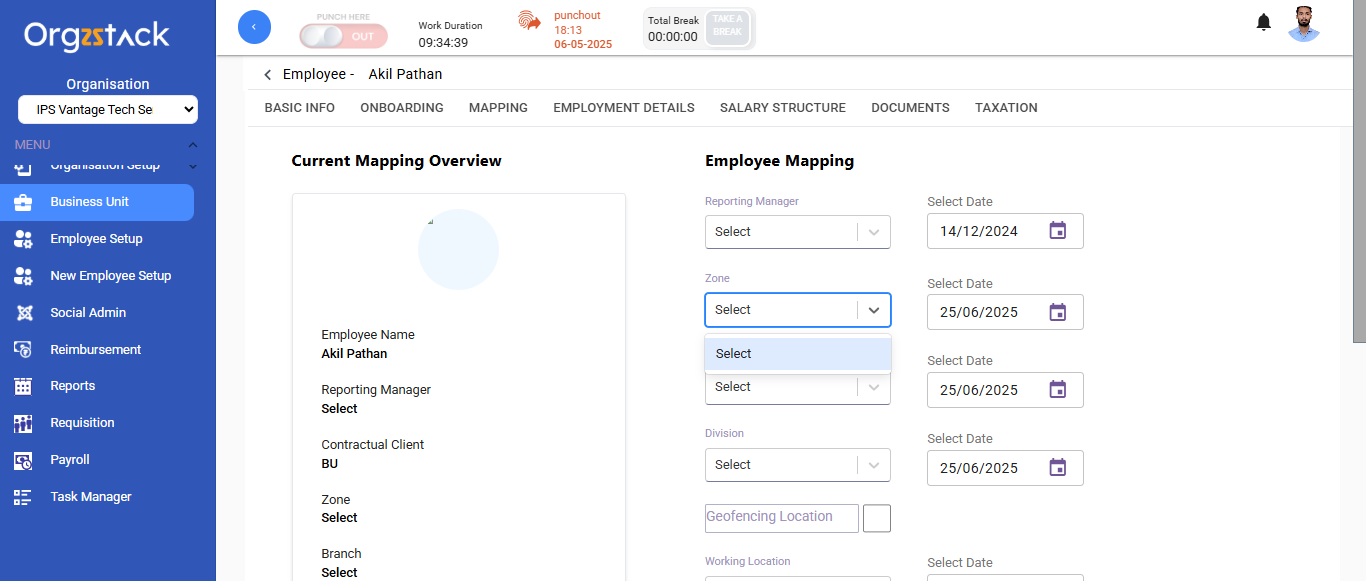 Orgzstack
Organisation
IPS Vantage Tech Se
MENU
Organisation Setup
Business Unit
Employee Setup
New Employee Setup
Social Admin
Reimbursement
Reports
Requisition
Payroll
Task Manager
PUNCH HERE
OUT
Work Duration
09:34:39
punchout
18:13
06-05-2025
Total Break
00:00:00
TAKE A
BREAK
Employee - Akil Pathan
BASIC INFO ONBOARDING MAPPING EMPLOYMENT DETAILS SALARY STRUCTURE DOCUMENTS TAXATION
Current Mapping Overview
Employee Name
Akil Pathan
Reporting Manager
Select
Contractual Client
BU
Zone
Select
Branch
Select
Employee Mapping
Reporting Manager
Select
Select Date
14/12/2024
Zone
Select
Select
Select Date
25/06/2025
Select
Select Date
25/06/2025
Division
Select
Select Date
25/06/2025
Geofencing Location
Working Location
Select Date